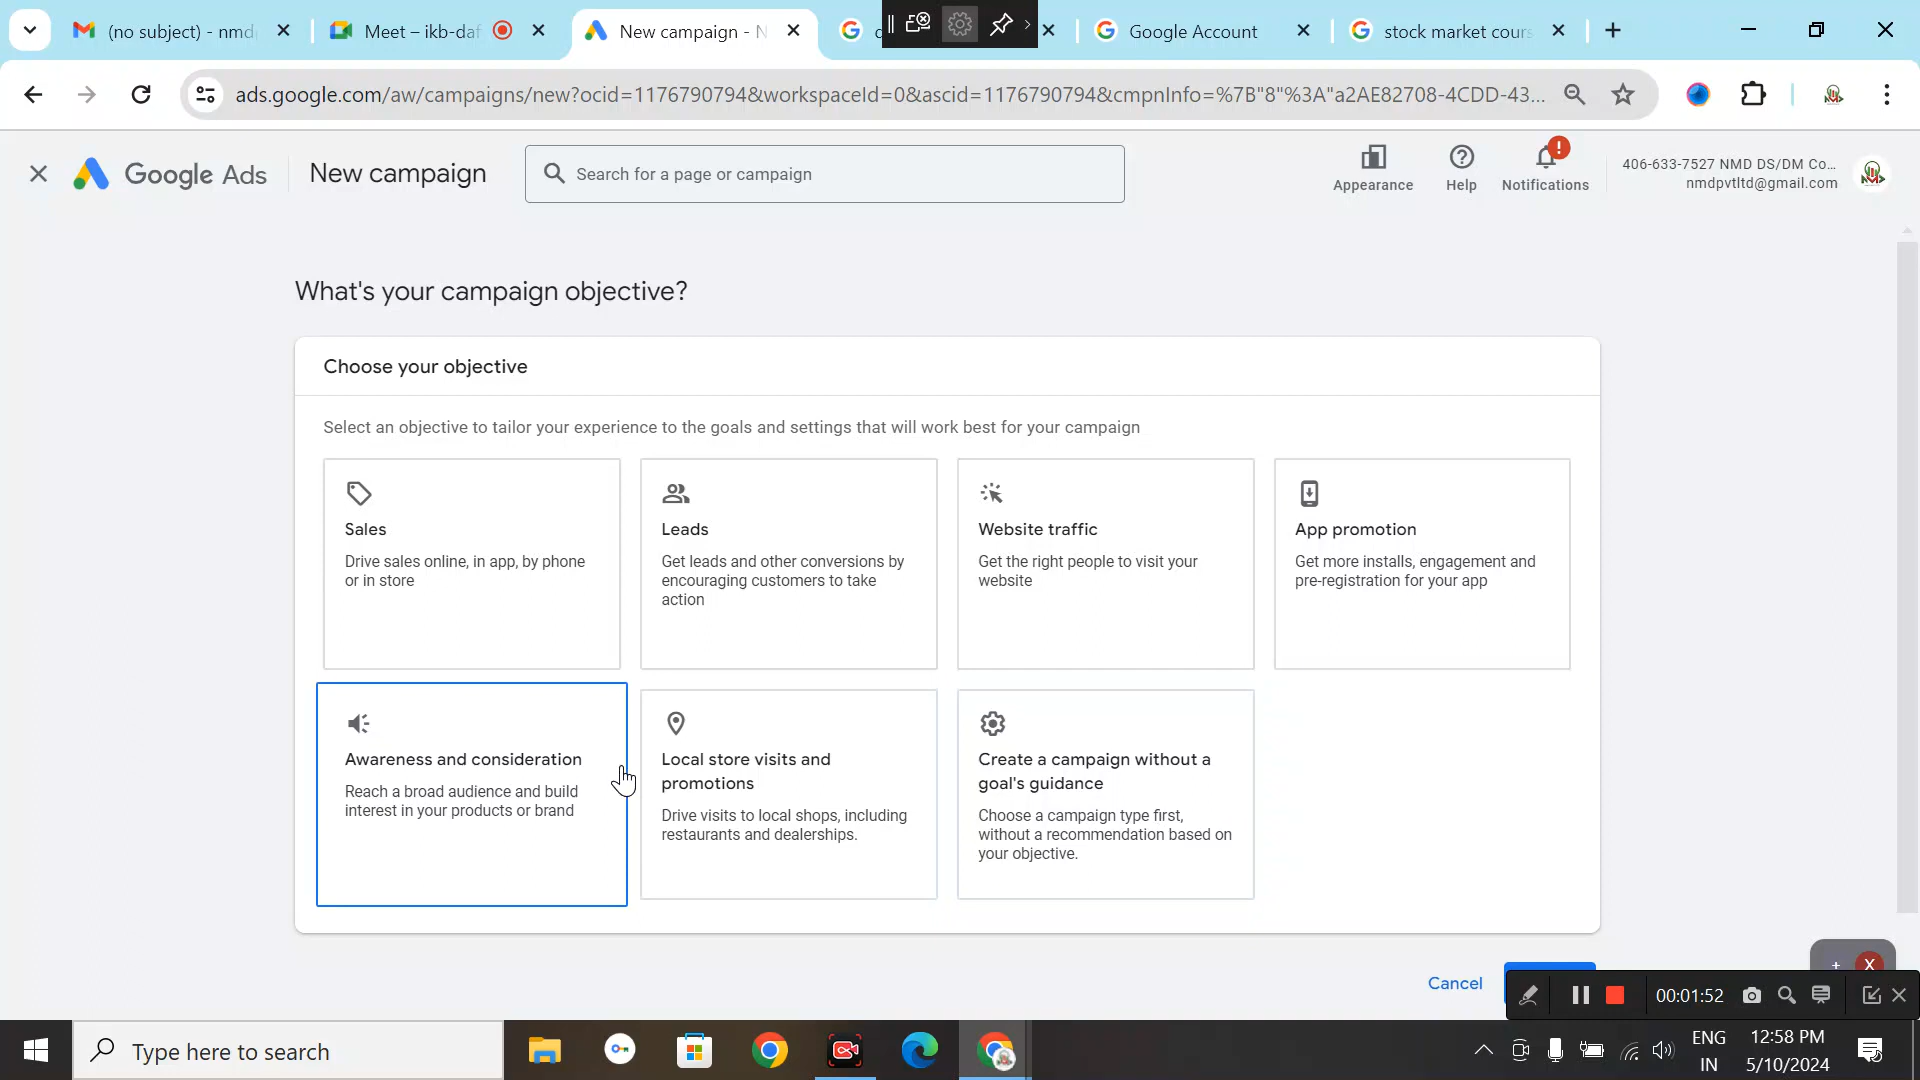 (no subject) - nmd
Meet – ikb-daf
New campaign - N
Google Account
stock market cours
ads.google.com/aw/campaigns/new?ocid=1176790794&workspaceId=0&ascid=1176790794&cmpnInfo=%7B"8"%3A"a2AE82708-4CDD-43...
Google Ads
New campaign
Search for a page or campaign
Appearance
Help
Notifications
406-633-7527 NMD DS/DM Co...
nmdpvtltd@gmail.com
What's your campaign objective?
Choose your objective
Select an objective to tailor your experience to the goals and settings that will work best for your campaign
Sales
Drive sales online, in app, by phone
or in store
Leads
Get leads and other conversions by
encouraging customers to take
action
Website traffic
Get the right people to visit your
website
App promotion
Get more installs, engagement and
pre-registration for your app
Awareness and consideration
Reach a broad audience and build
interest in your products or brand
Local store visits and
promotions
Drive visits to local shops, including
restaurants and dealerships.
Create a campaign without a
goal's guidance
Choose a campaign type first,
without a recommendation based on
your objective.
Cancel
00:01:52
Type here to search
ENG
IN
12:58 PM
5/10/2024